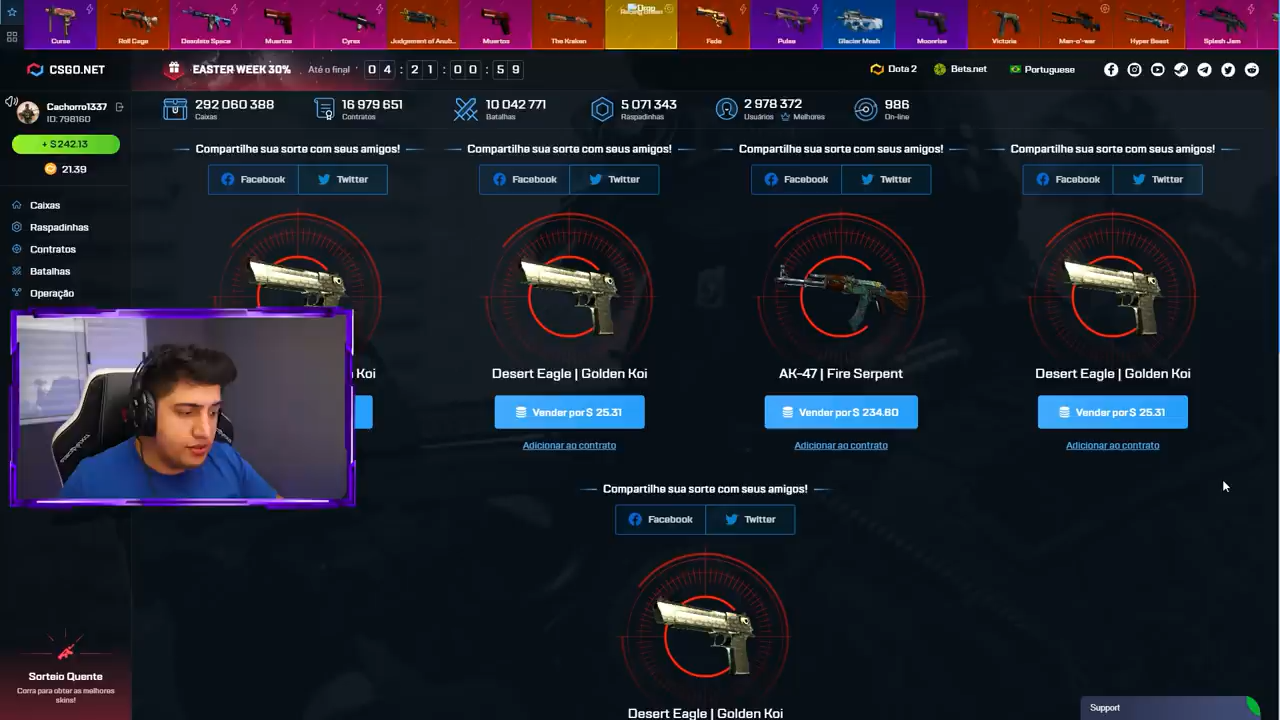 Curse
Roll Cage
Desolate Space
Muertos
Cyrex
Judgement of Anub...
Muertos
The Kraken
Fade
Pulse
Glacier Mesh
Moonrise
Victoria
Man-o'-war
Hyper Beast
Splash Jam
CSGO.NET
EASTER WEEK 30%
Até o final
0 4 : 2 1 : 0 0 : 5 9
Dota 2
Bets.net
Portuguese
Cachorro1337
ID: 798160
+ $ 242.13
21.39
292 060 388
Caixas
16 979 651
Contratos
10 042 771
Batalhas
5 071 343
Raspadinhas
2 978 372
Usuários
Melhores
986
On-line
Caixas
Raspadinhas
Contratos
Batalhas
Operação
Compartilhe sua sorte com seus amigos!
Facebook
Twitter
Koi
Compartilhe sua sorte com seus amigos!
Facebook
Twitter
Desert Eagle | Golden Koi
Vender por $ 25.31
Adicionar ao contrato
Compartilhe sua sorte com seus amigos!
Facebook
Twitter
AK-47 | Fire Serpent
Vender por $ 234.60
Adicionar ao contrato
Compartilhe sua sorte com seus amigos!
Facebook
Twitter
Desert Eagle | Golden Koi
Vender por $ 25.31
Adicionar ao contrato
Compartilhe sua sorte com seus amigos!
Facebook
Twitter
Desert Eagle | Golden Koi
Sorteio Quente
Corra para obter as melhores
skins!
Support